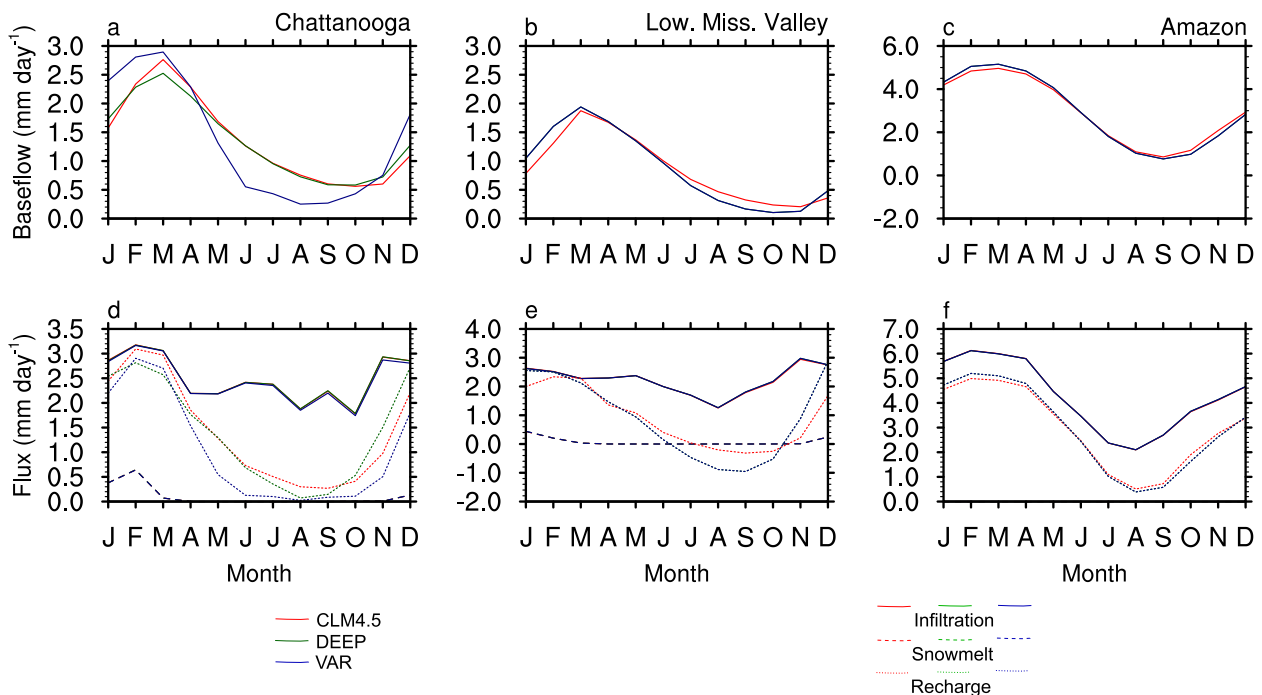 a Chattanooga
b Low. Miss. Valley
c Amazon
Baseflow (mm day-1)
3.0
2.5
2.0
1.5
1.0
0.5
0.0
J F M A M J J A S O N D
3.0
2.5
2.0
1.5
1.0
0.5
0.0
J F M A M J J A S O N D
6.0
4.0
2.0
0.0
-2.0
J F M A M J J A S O N D
d
e
f
Flux (mm day-1)
3.5
3.0
2.5
2.0
1.5
1.0
0.5
0.0
J F M A M J J A S O N D
Month
4.0
3.0
2.0
1.0
0.0
-1.0
-2.0
J F M A M J J A S O N D
Month
7.0
6.0
5.0
4.0
3.0
2.0
1.0
0.0
J F M A M J J A S O N D
Month
CLM4.5
DEEP
VAR
Infiltration
Snowmelt
Recharge